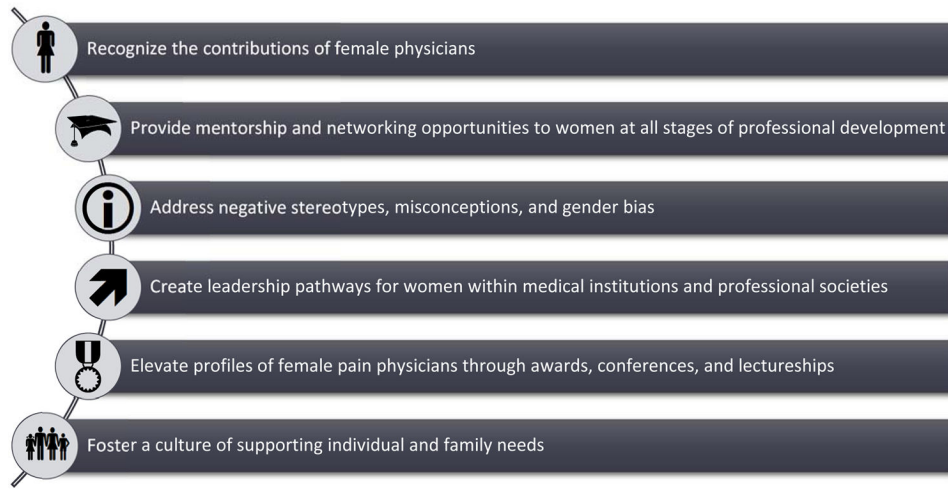 Recognize the contributions of female physicians
Provide mentorship and networking opportunities to women at all stages of professional development
Address negative stereotypes, misconceptions, and gender bias
Create leadership pathways for women within medical institutions and professional societies
Elevate profiles of female pain physicians through awards, conferences, and lectureships
Foster a culture of supporting individual and family needs